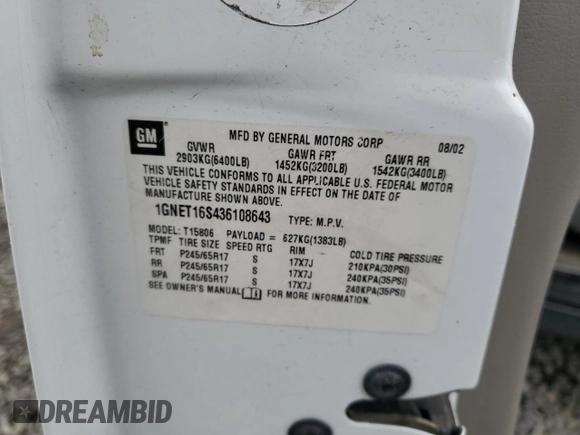 GM
MFD BY GENERAL MOTORS CORP 08/02
GVWR GAWR FRT GAWR RR
2903KG(6400LB) 1452KG(3200LB) 1542KG(3400LB)
THIS VEHICLE CONFORMS TO ALL APPLICABLE U.S. FEDERAL MOTOR
VEHICLE SAFETY STANDARDS IN EFFECT ON THE DATE OF
MANUFACTURE SHOWN ABOVE.
1GNET16S436108643 TYPE: M.P.V.
MODEL: T15806 PAYLOAD = 627KG(1383LB)
TPMF TIRE SIZE SPEED RTG RIM COLD TIRE PRESSURE
FRT P245/65R17 S 17X7J 210KPA(30PSI)
RR P245/65R17 S 17X7J 240KPA(35PSI)
SPA P245/65R17 S 17X7J 240KPA(35PSI)
SEE OWNER'S MANUAL FOR MORE INFORMATION.
DREAMBID